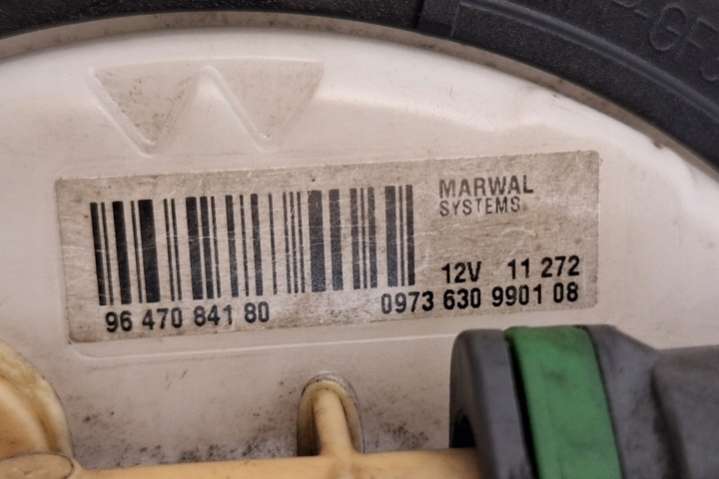 MARWAL
SYSTEMS
12V 11 272
96 470 841 80
0973 630 9901 08